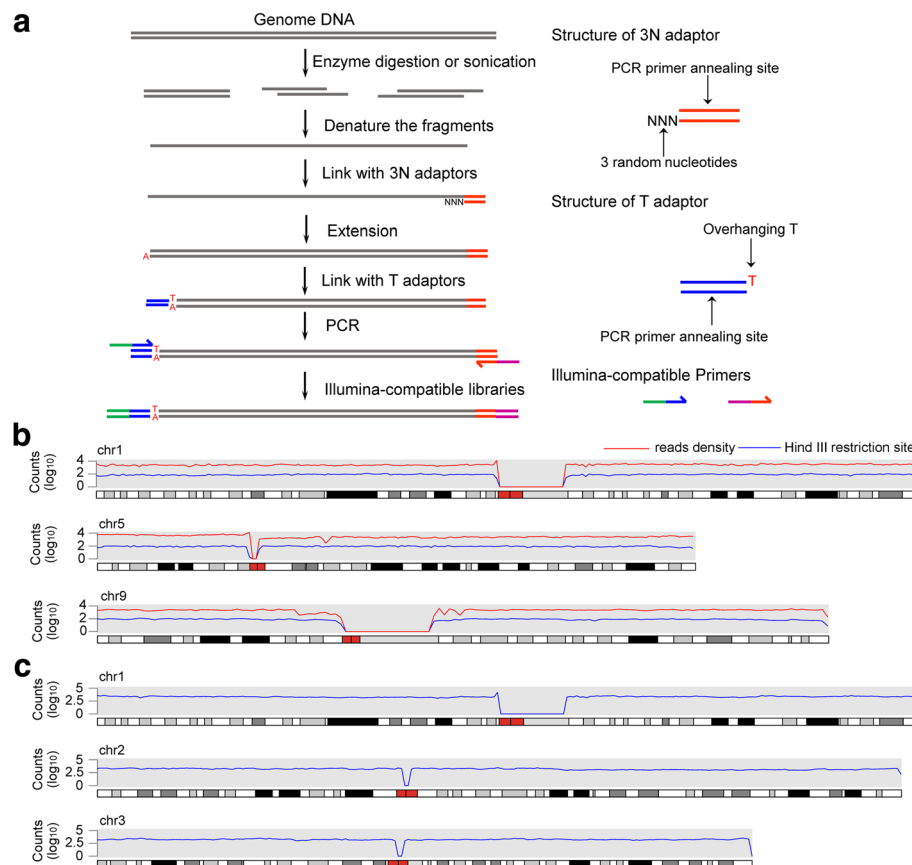 a
Genome DNA
Enzyme digestion or sonication
Denature the fragments
Link with 3N adaptors
NNN
Extension
A
Link with T adaptors
T
A
PCR
T
A
Illumina-compatible libraries
T
A
Structure of 3N adaptor
PCR primer annealing site
NNN
3 random nucleotides
Structure of T adaptor
Overhanging T
T
PCR primer annealing site
Illumina-compatible Primers
b
reads density
Hind III restriction site
chr1
Counts
(log10)
4
2
0
chr5
Counts
(log10)
4
2
0
chr9
Counts
(log10)
4
2
0
c
chr1
Counts
(log10)
5
2.5
0
chr2
Counts
(log10)
5
2.5
0
chr3
Counts
(log10)
5
2.5
0